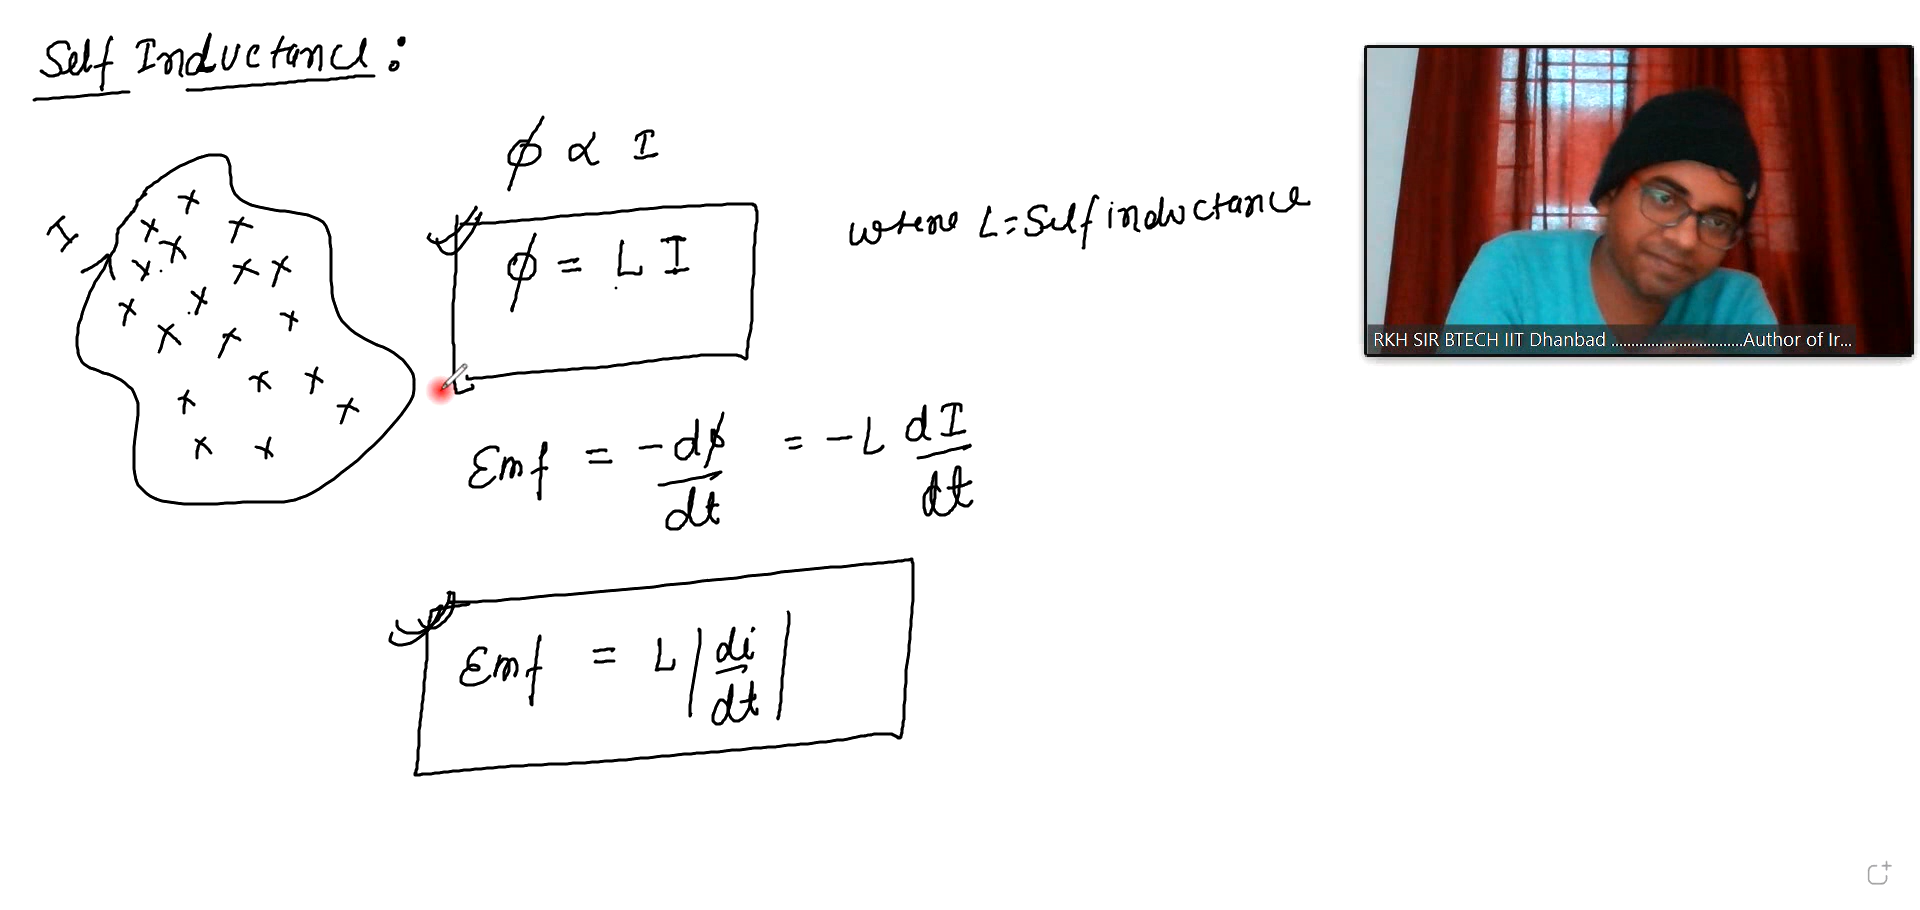 Self Inductance :
I
ϕ ∝ I
ϕ = L I
where L = Self inductance
Emf = -dϕ/dt = -L dI/dt
Emf = L |di/dt|
RKH SIR BTECH IIT Dhanbad ................................Author of Ir...